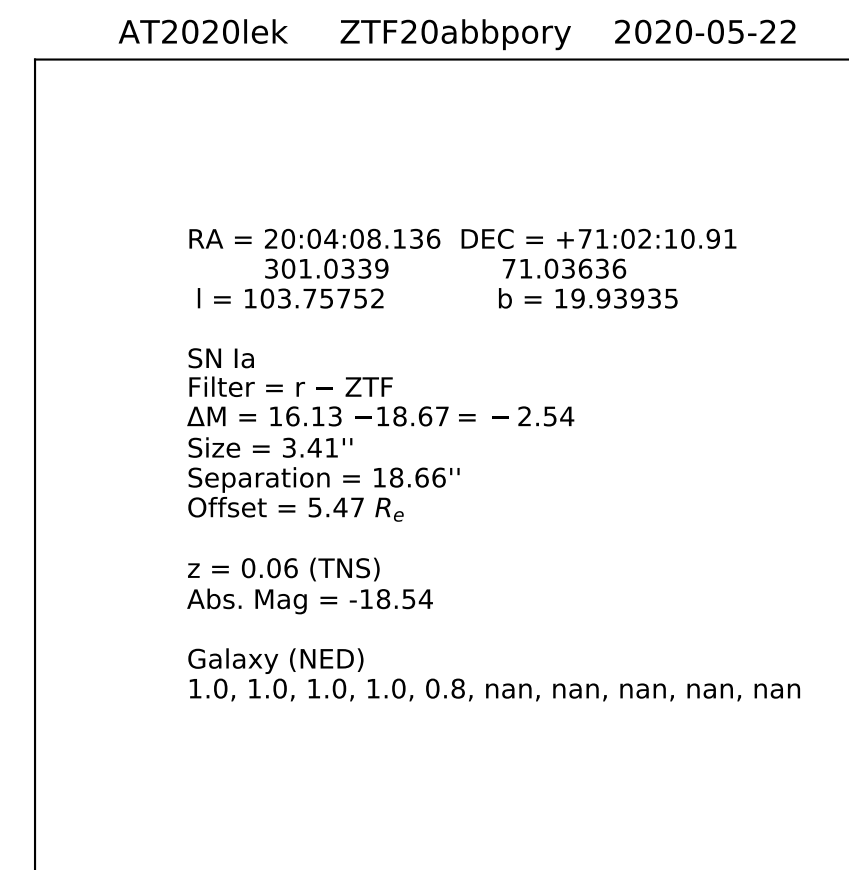 AT2020lek ZTF20abbpory 2020-05-22
RA = 20:04:08.136 DEC = +71:02:10.91
301.0339 71.03636
l = 103.75752 b = 19.93935
SN Ia
Filter = r − ZTF
ΔM = 16.13 −18.67 = −2.54
Size = 3.41''
Separation = 18.66''
Offset = 5.47 Re
z = 0.06 (TNS)
Abs. Mag = -18.54
Galaxy (NED)
1.0, 1.0, 1.0, 1.0, 0.8, nan, nan, nan, nan, nan